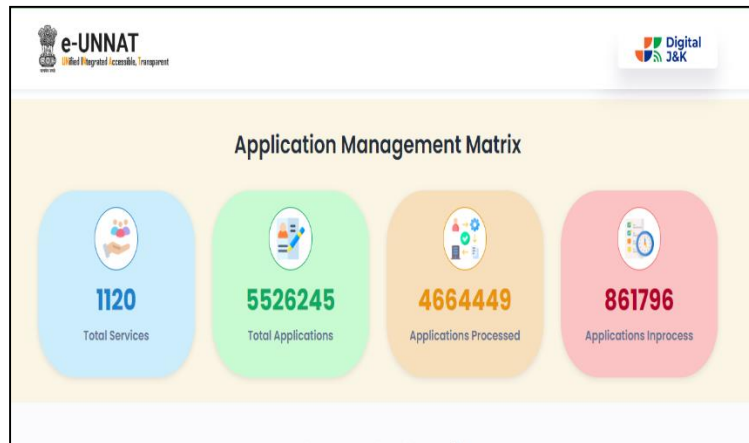 e-UNNAT
UNified INtegrated Accessible, Transparent
Digital
J&K
Application Management Matrix
1120
Total Services
5526245
Total Applications
4664449
Applications Processed
861796
Applications Inprocess